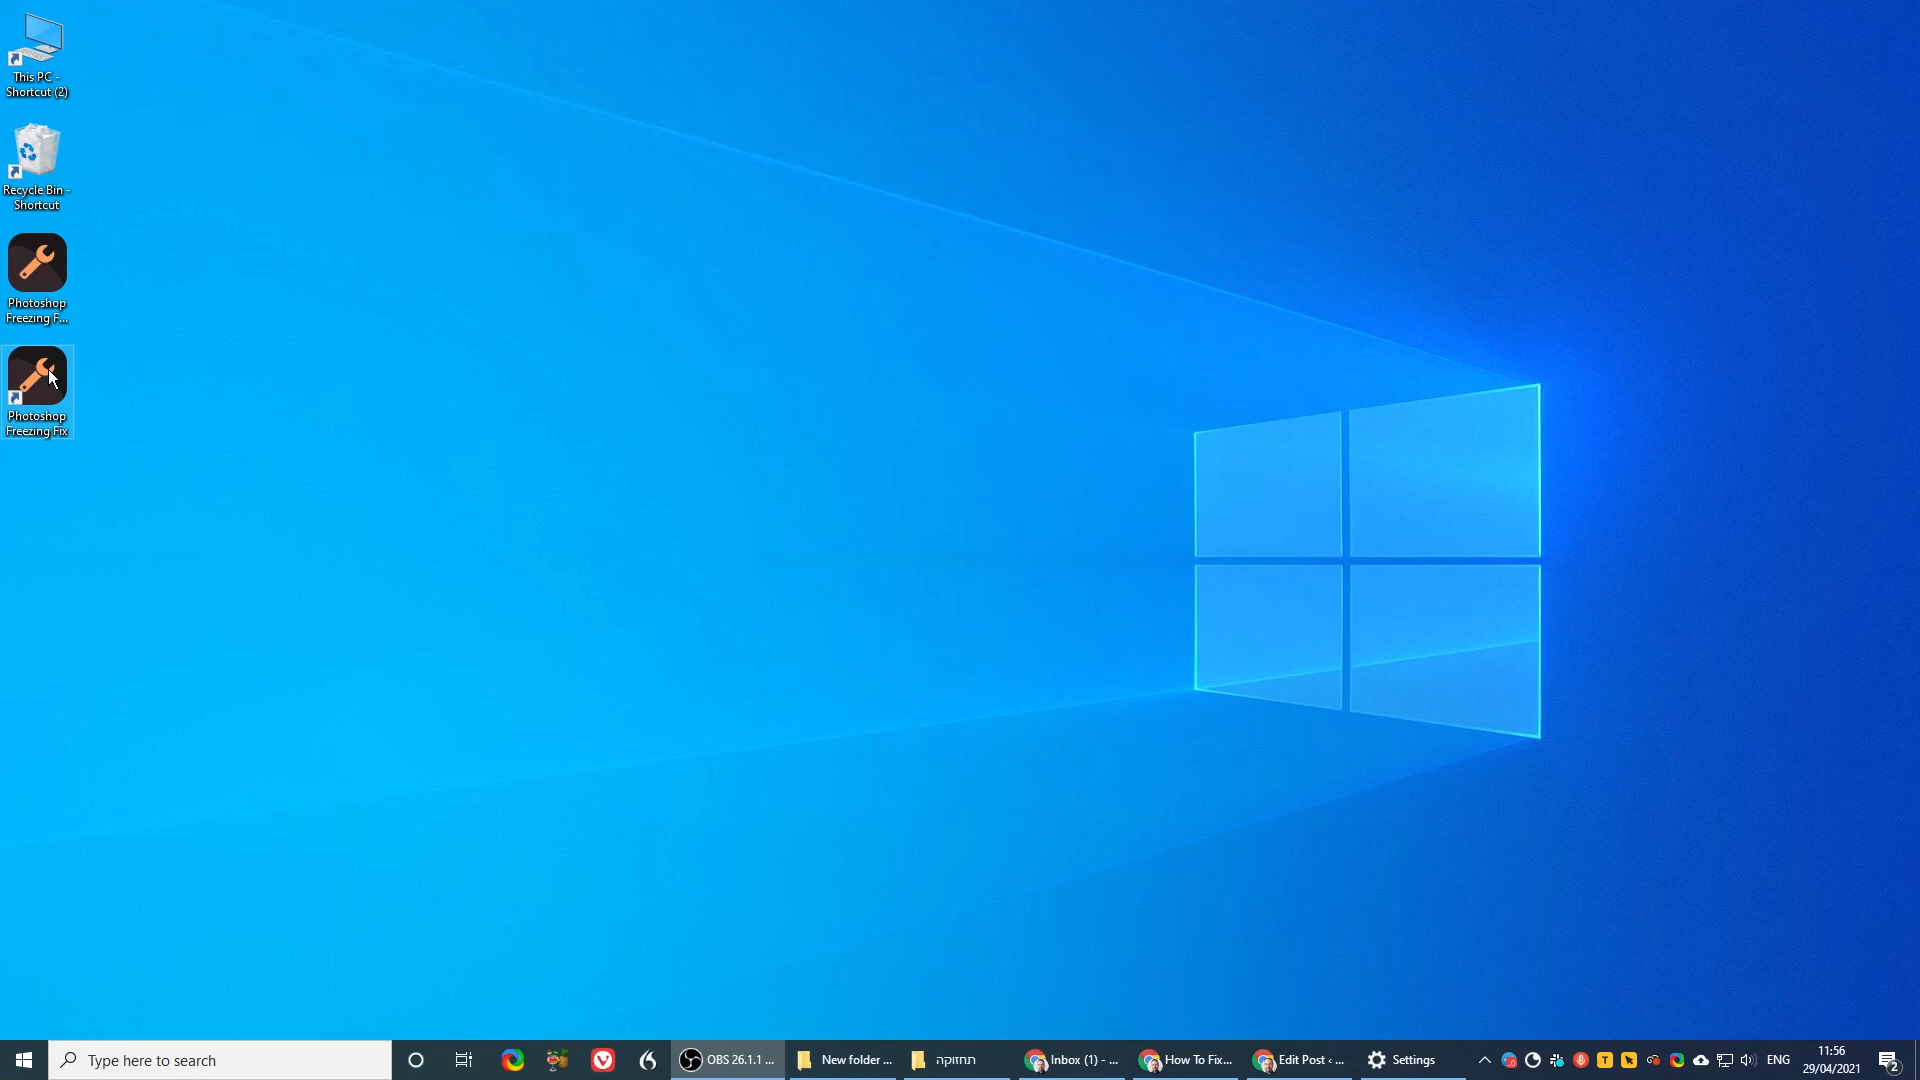 This PC -
Shortcut (2)
Recycle Bin -
Shortcut
Photoshop
Freezing F...
Photoshop
Freezing Fix
Type here to search
OBS 26.1.1 ...
New folder ...
תחזוקה
Inbox (1) - ...
How To Fix...
Edit Post ‹ ...
Settings
T
ENG
11:56
29/04/2021
2